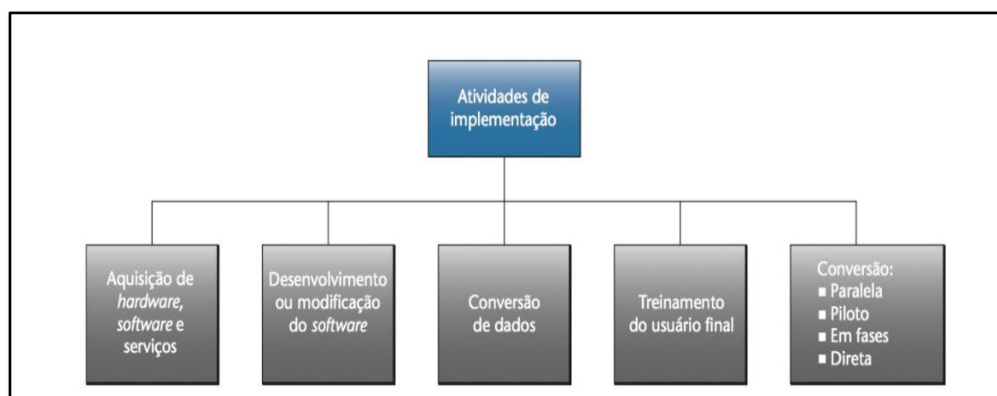 Atividades de
implementação
Aquisição de
hardware,
software e
serviços
Desenvolvimento
ou modificação
do software
Conversão
de dados
Treinamento
do usuário final
Conversão:
▪ Paralela
▪ Piloto
▪ Em fases
▪ Direta